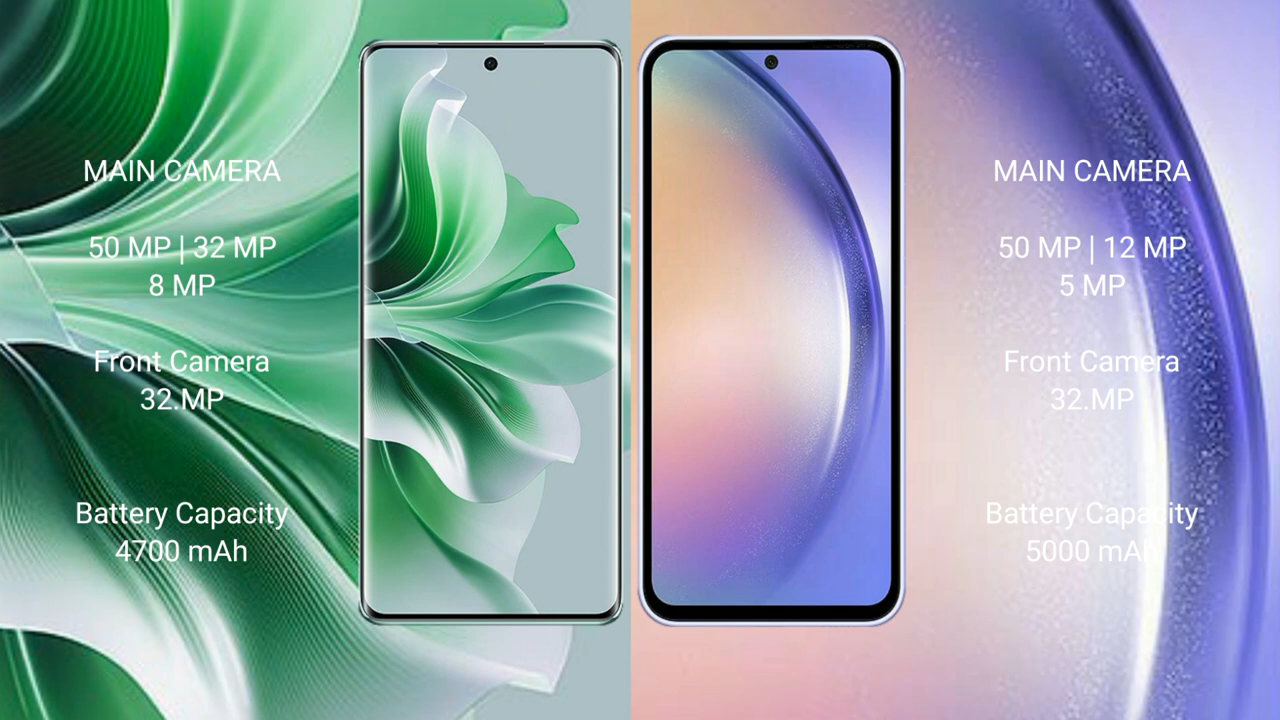 MAIN CAMERA
50 MP | 32 MP
8 MP
Front Camera
32.MP
Battery Capacity
4700 mAh
MAIN CAMERA
50 MP | 12 MP
5 MP
Front Camera
32.MP
Battery Capacity
5000 mAh